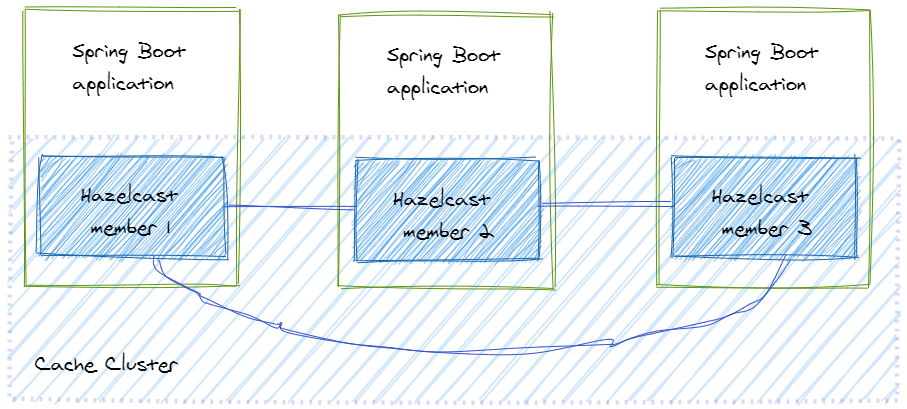 Spring Boot
application
Spring Boot
application
Spring Boot
application
Hazelcast
member 1
Hazelcast
member 2
Hazelcast
member 3
Cache Cluster